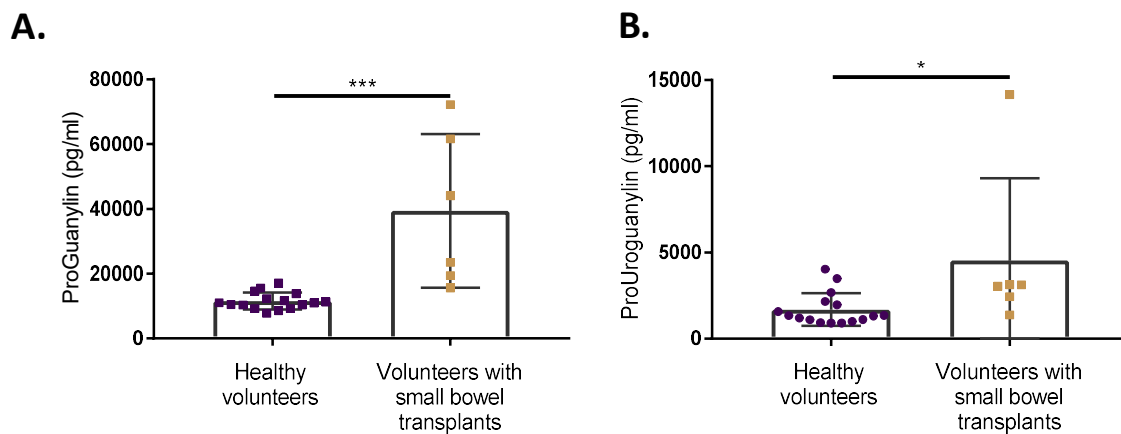 A.
ProGuanylin (pg/ml)
80000
60000
40000
20000
0
***
Healthy
volunteers
Volunteers with
small bowel
transplants
B.
ProUroguanylin (pg/ml)
15000
10000
5000
0
*
Healthy
volunteers
Volunteers with
small bowel
transplants